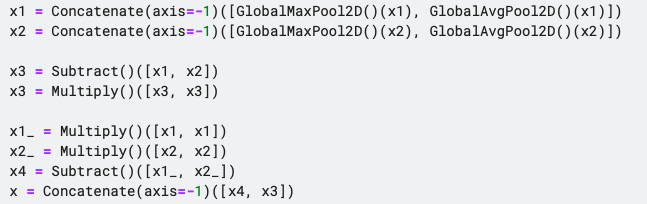 x1 = Concatenate(axis=-1)([GlobalMaxPool2D()(x1), GlobalAvgPool2D()(x1)])
x2 = Concatenate(axis=-1)([GlobalMaxPool2D()(x2), GlobalAvgPool2D()(x2)])
x3 = Subtract()([x1, x2])
x3 = Multiply()([x3, x3])
x1_ = Multiply()([x1, x1])
x2_ = Multiply()([x2, x2])
x4 = Subtract()([x1_, x2_])
x = Concatenate(axis=-1)([x4, x3])